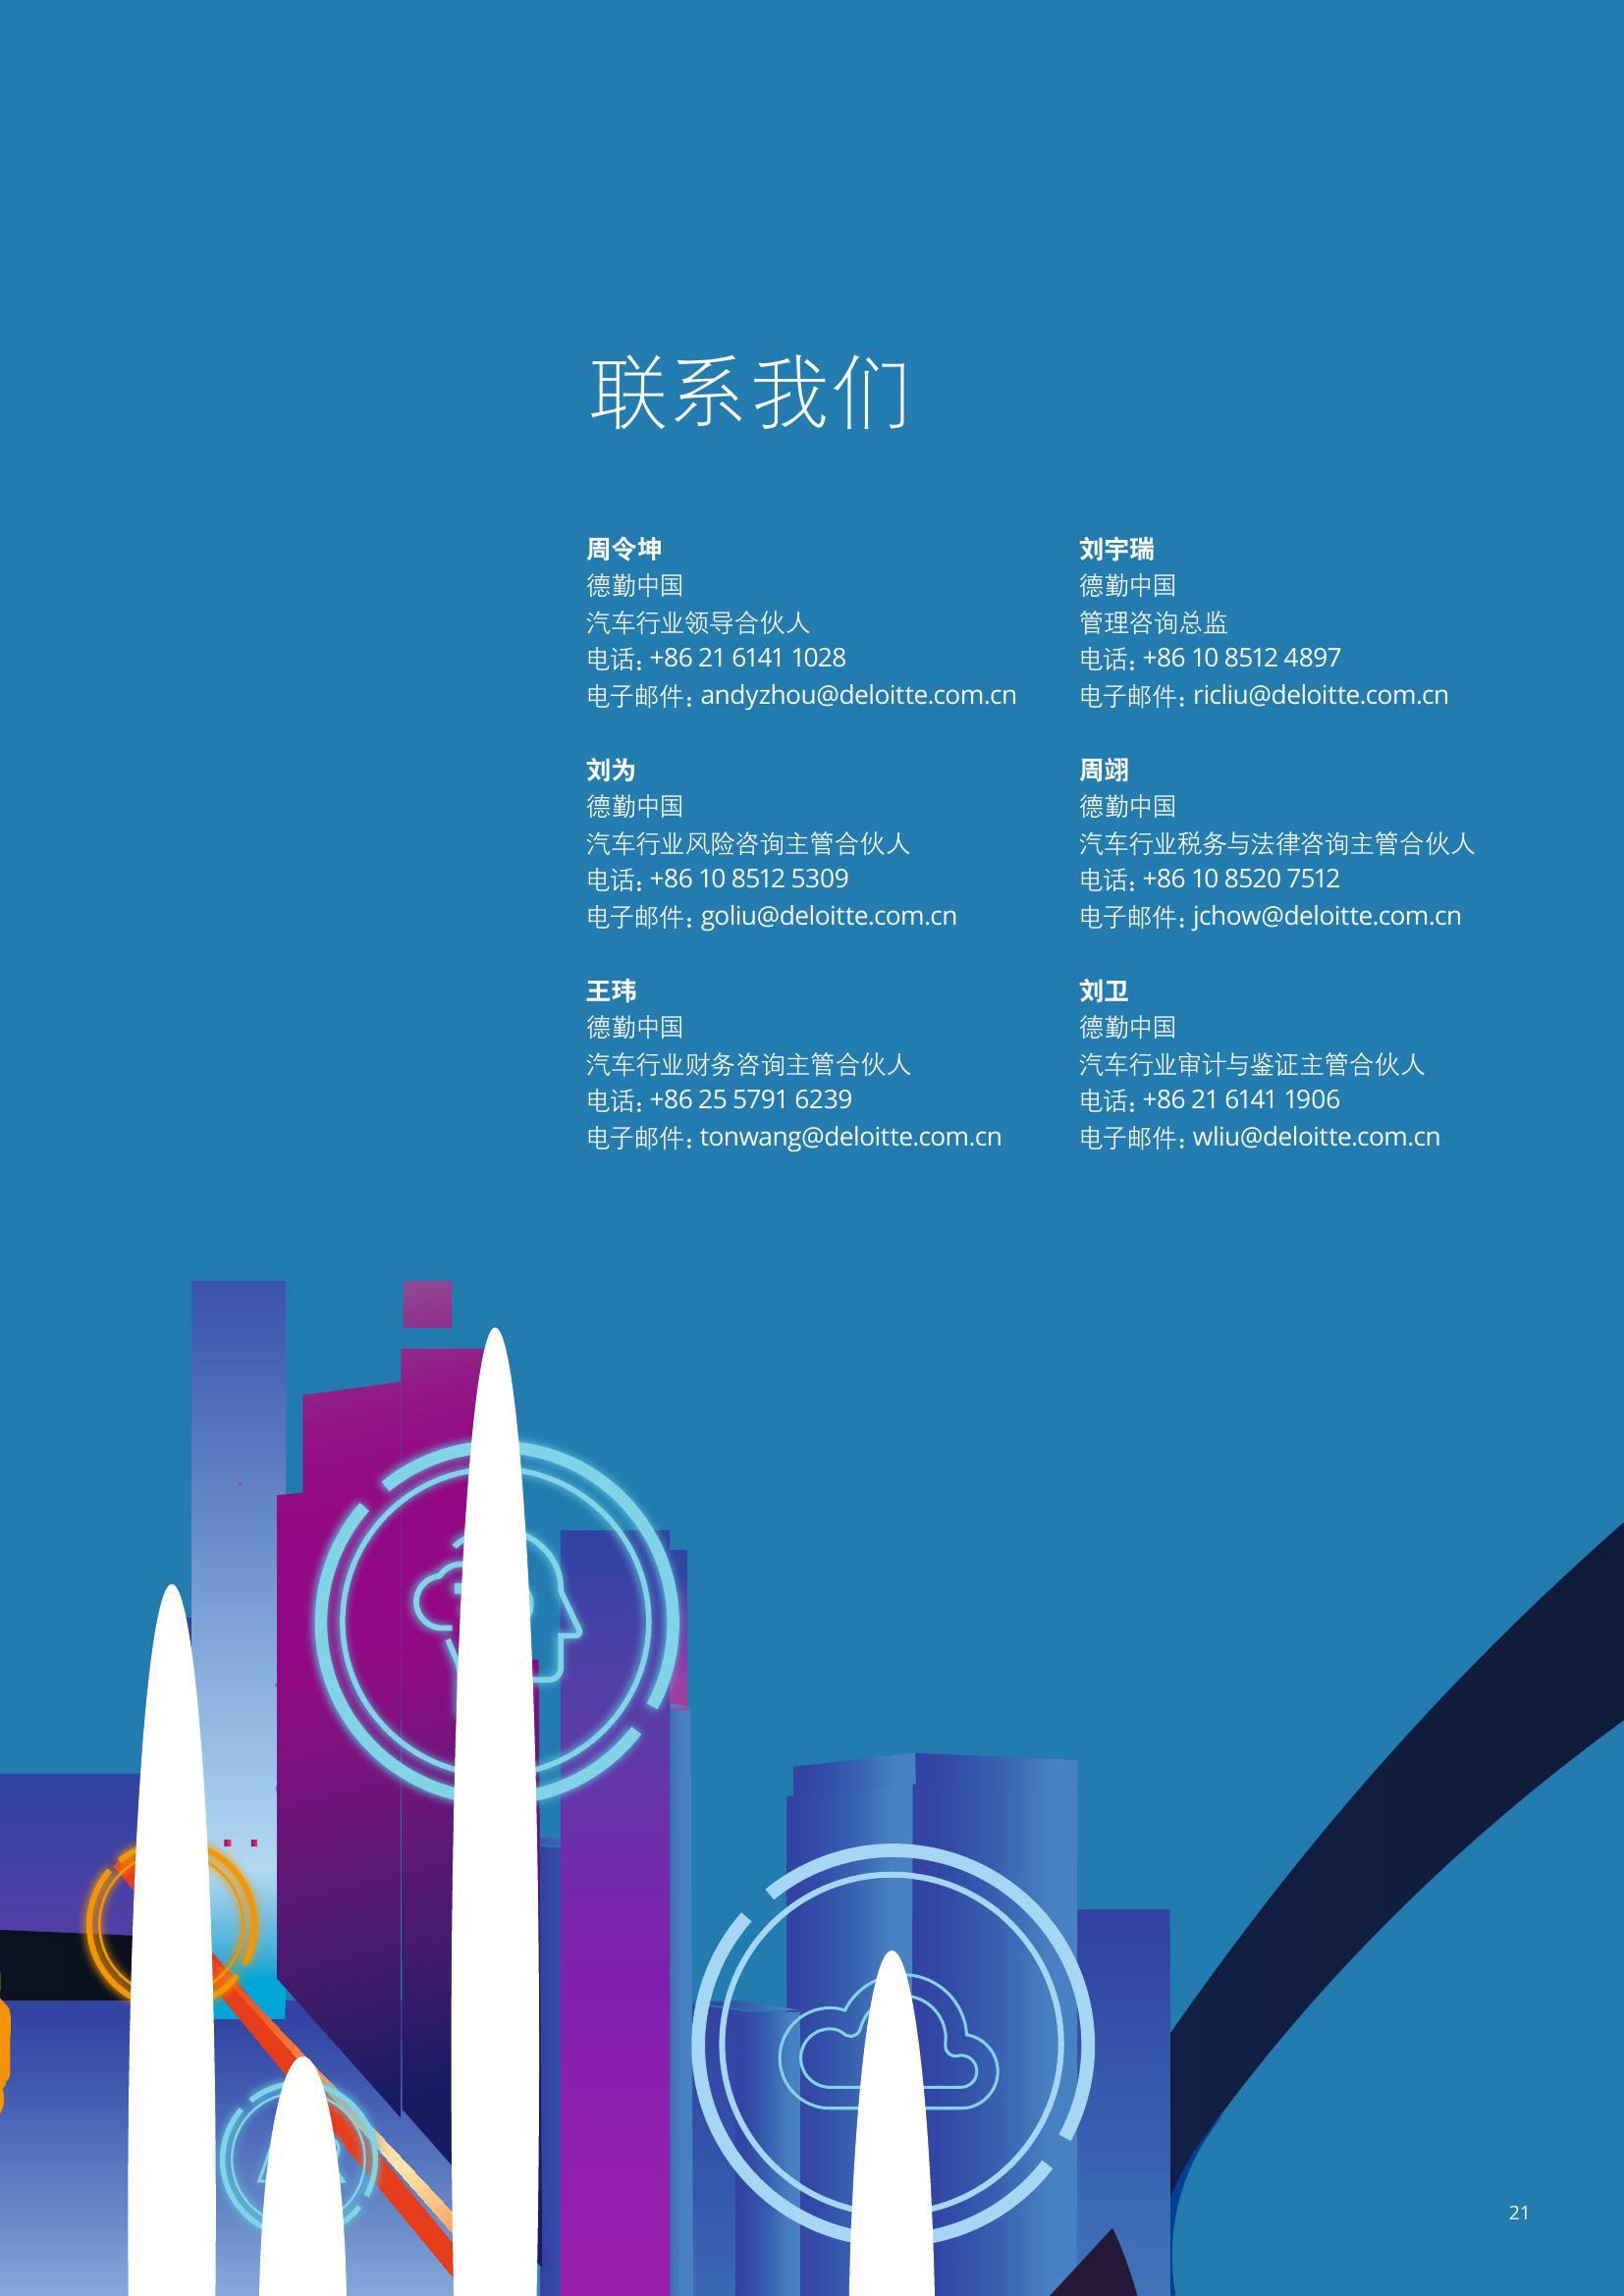 联系我们
周令坤
德勤中国
汽车行业领导合伙人
电话：+86 21 6141 1028
电子邮件：andyzhou@deloitte.com.cn
刘为
德勤中国
汽车行业风险咨询主管合伙人
电话：+86 10 8512 5309
电子邮件：goliu@deloitte.com.cn
王玮
德勤中国
汽车行业财务咨询主管合伙人
电话：+86 25 5791 6239
电子邮件：tonwang@deloitte.com.cn
刘宇瑞
德勤中国
管理咨询总监
电话：+86 10 8512 4897
电子邮件：ricliu@deloitte.com.cn
周翊
德勤中国
汽车行业税务与法律咨询主管合伙人
电话：+86 10 8520 7512
电子邮件：jchow@deloitte.com.cn
刘卫
德勤中国
汽车行业审计与鉴证主管合伙人
电话：+86 21 6141 1906
电子邮件：wliu@deloitte.com.cn
21